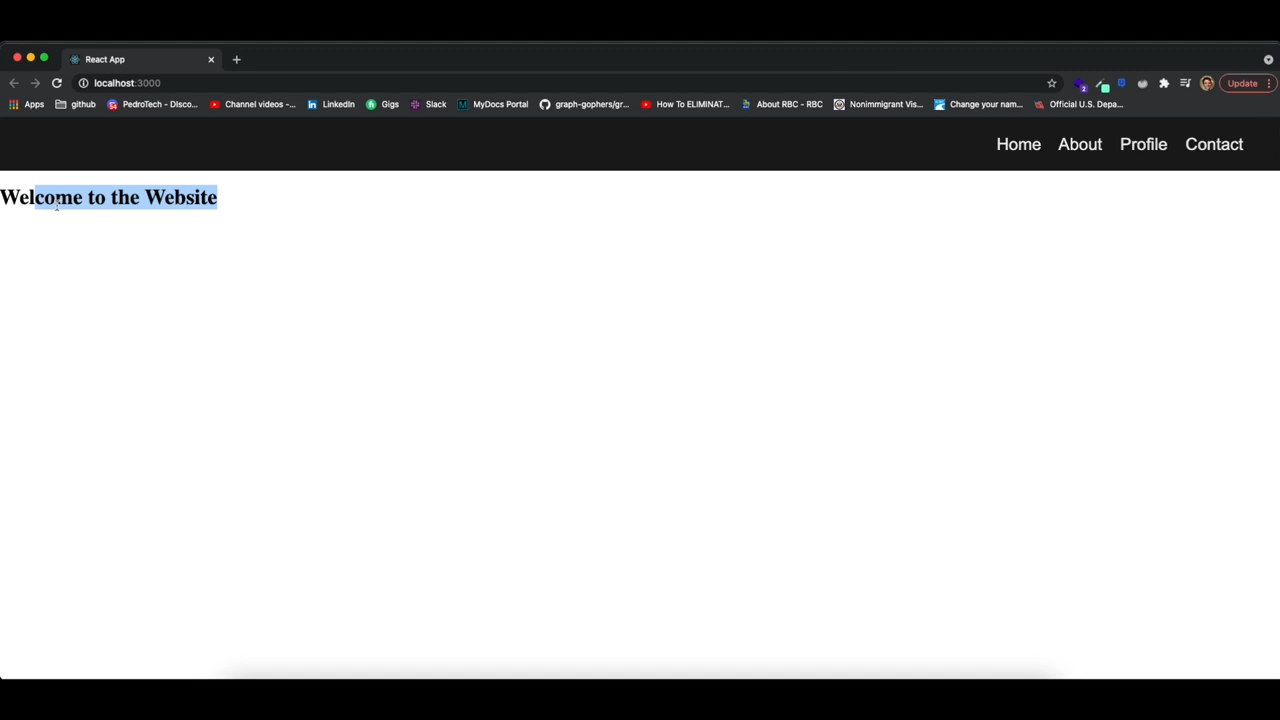 React App
localhost:3000
Apps github PedroTech - Disco... Channel videos -... LinkedIn Gigs Slack MyDocs Portal graph-gophers/gr... How To ELIMINAT... About RBC - RBC Nonimmigrant Vis... Change your nam... Official U.S. Depa...
2 Update
Home About Profile Contact
Welcome to the Website